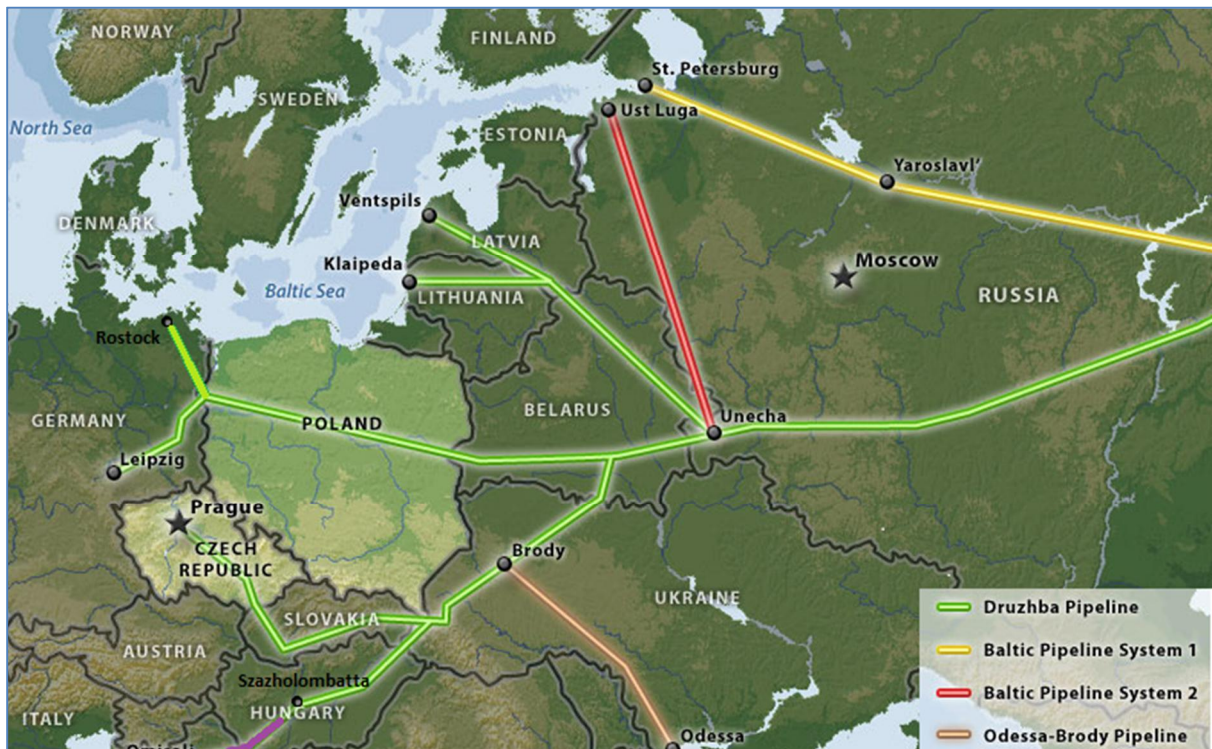 NORWAY
FINLAND
St. Petersburg
SWEDEN
Ust Luga
North Sea
ESTONIA
Yaroslavl'
Ventspils
DENMARK
LATVIA
Klaipeda
Moscow
Baltic Sea
LITHUANIA
RUSSIA
Rostock
GERMANY
POLAND
BELARUS
Unecha
Leipzig
Prague
CZECH
REPUBLIC
Brody
UKRAINE
SLOVAKIA
AUSTRIA
Szazholombatta
HUNGARY
ITALY
Odessa
Druzhba Pipeline
Baltic Pipeline System 1
Baltic Pipeline System 2
Odessa-Brody Pipeline